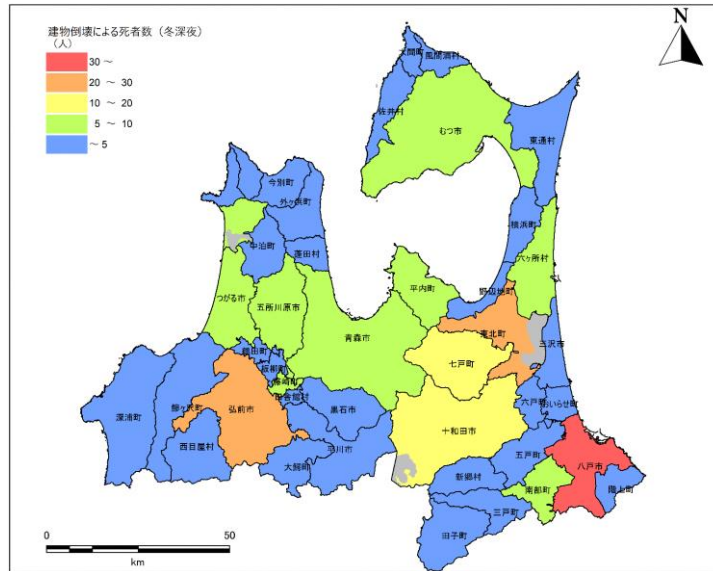 建物倒壊による死者数（冬深夜）
（人）
30 ～
20 ～ 30
10 ～ 20
5 ～ 10
～ 5
N
大間町
風間浦村
佐井村
むつ市
東通村
今別町
外ヶ浜町
中泊町
蓬田村
横浜町
六ヶ所村
つがる市
五所川原市
平内町
野辺地町
青森市
東北町
三沢市
七戸町
鶴田町
板柳町
藤崎町
田舎館村
黒石市
六戸町
おいらせ町
深浦町
鰺ヶ沢町
弘前市
十和田市
西目屋村
大鰐町
平川市
五戸町
八戸市
新郷村
南部町
階上町
三戸町
田子町
0
50
km